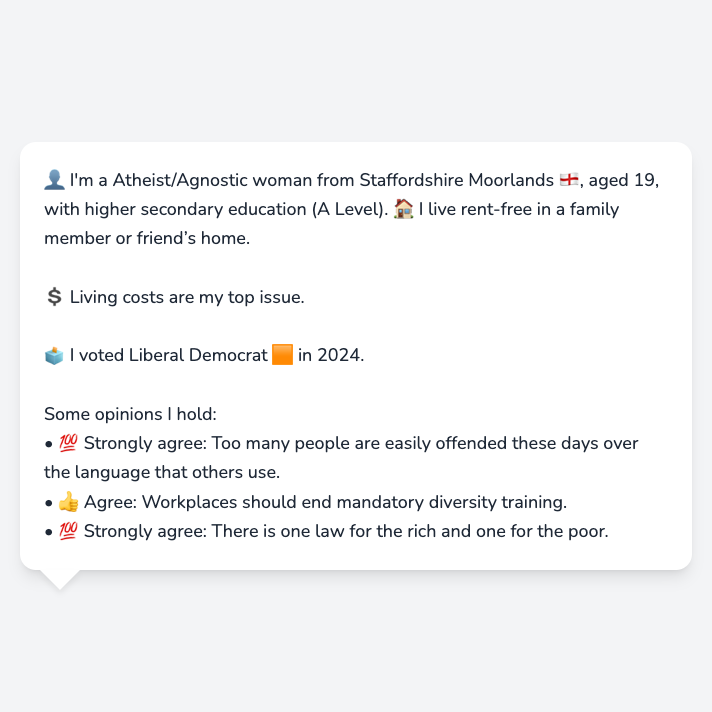 👤 I'm a Atheist/Agnostic woman from Staffordshire Moorlands 🏴󠁧󠁢󠁥󠁮󠁧󠁿, aged 19,
with higher secondary education (A Level). 🏠 I live rent-free in a family
member or friend’s home.
💲 Living costs are my top issue.
🗳️ I voted Liberal Democrat 🟧 in 2024.
Some opinions I hold:
• 💯 Strongly agree: Too many people are easily offended these days over
the language that others use.
• 👍 Agree: Workplaces should end mandatory diversity training.
• 💯 Strongly agree: There is one law for the rich and one for the poor.